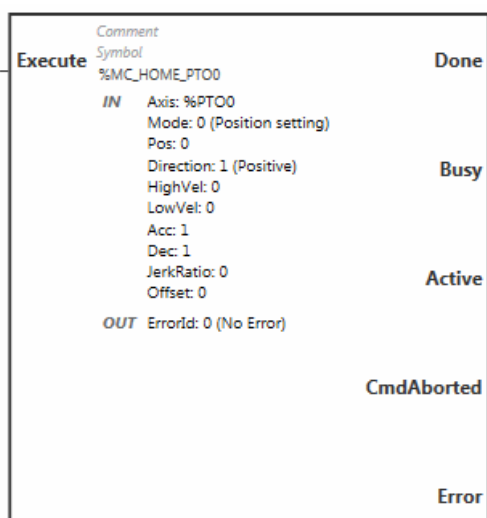 Comment
Execute Symbol Done
%MC_HOME_PTO0
IN Axis: %PTO0
Mode: 0 (Position setting)
Pos: 0
Direction: 1 (Positive) Busy
HighVel: 0
LowVel: 0
Acc: 1
Dec: 1
JerkRatio: 0 Active
Offset: 0
OUT ErrorId: 0 (No Error)
CmdAborted
Error